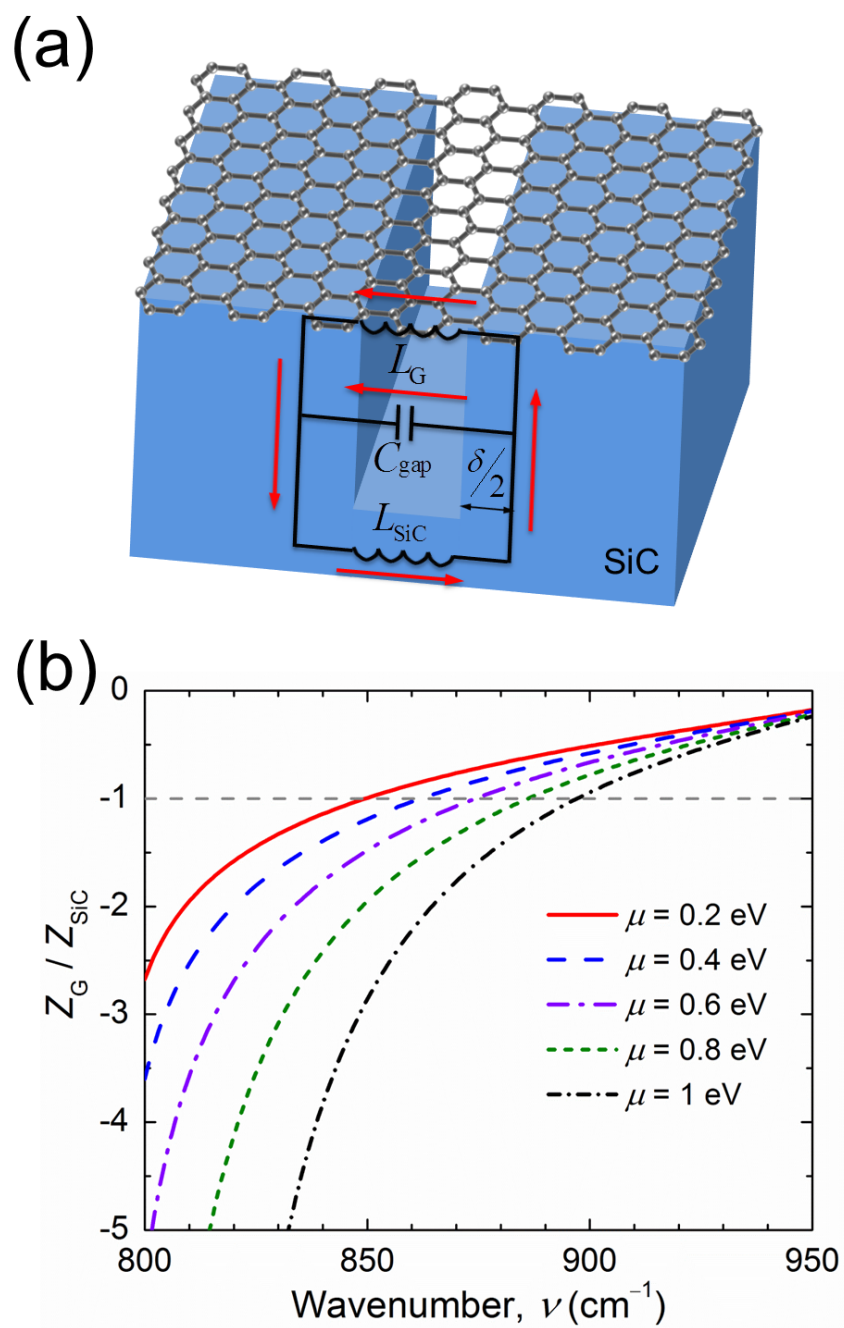 (a)
L_G
C_gap
δ/2
L_SiC
SiC
(b)
0
-1
-2
-3
-4
-5
Z_G / Z_SiC
μ = 0.2 eV
μ = 0.4 eV
μ = 0.6 eV
μ = 0.8 eV
μ = 1 eV
800 850 900 950
Wavenumber, ν (cm⁻¹)